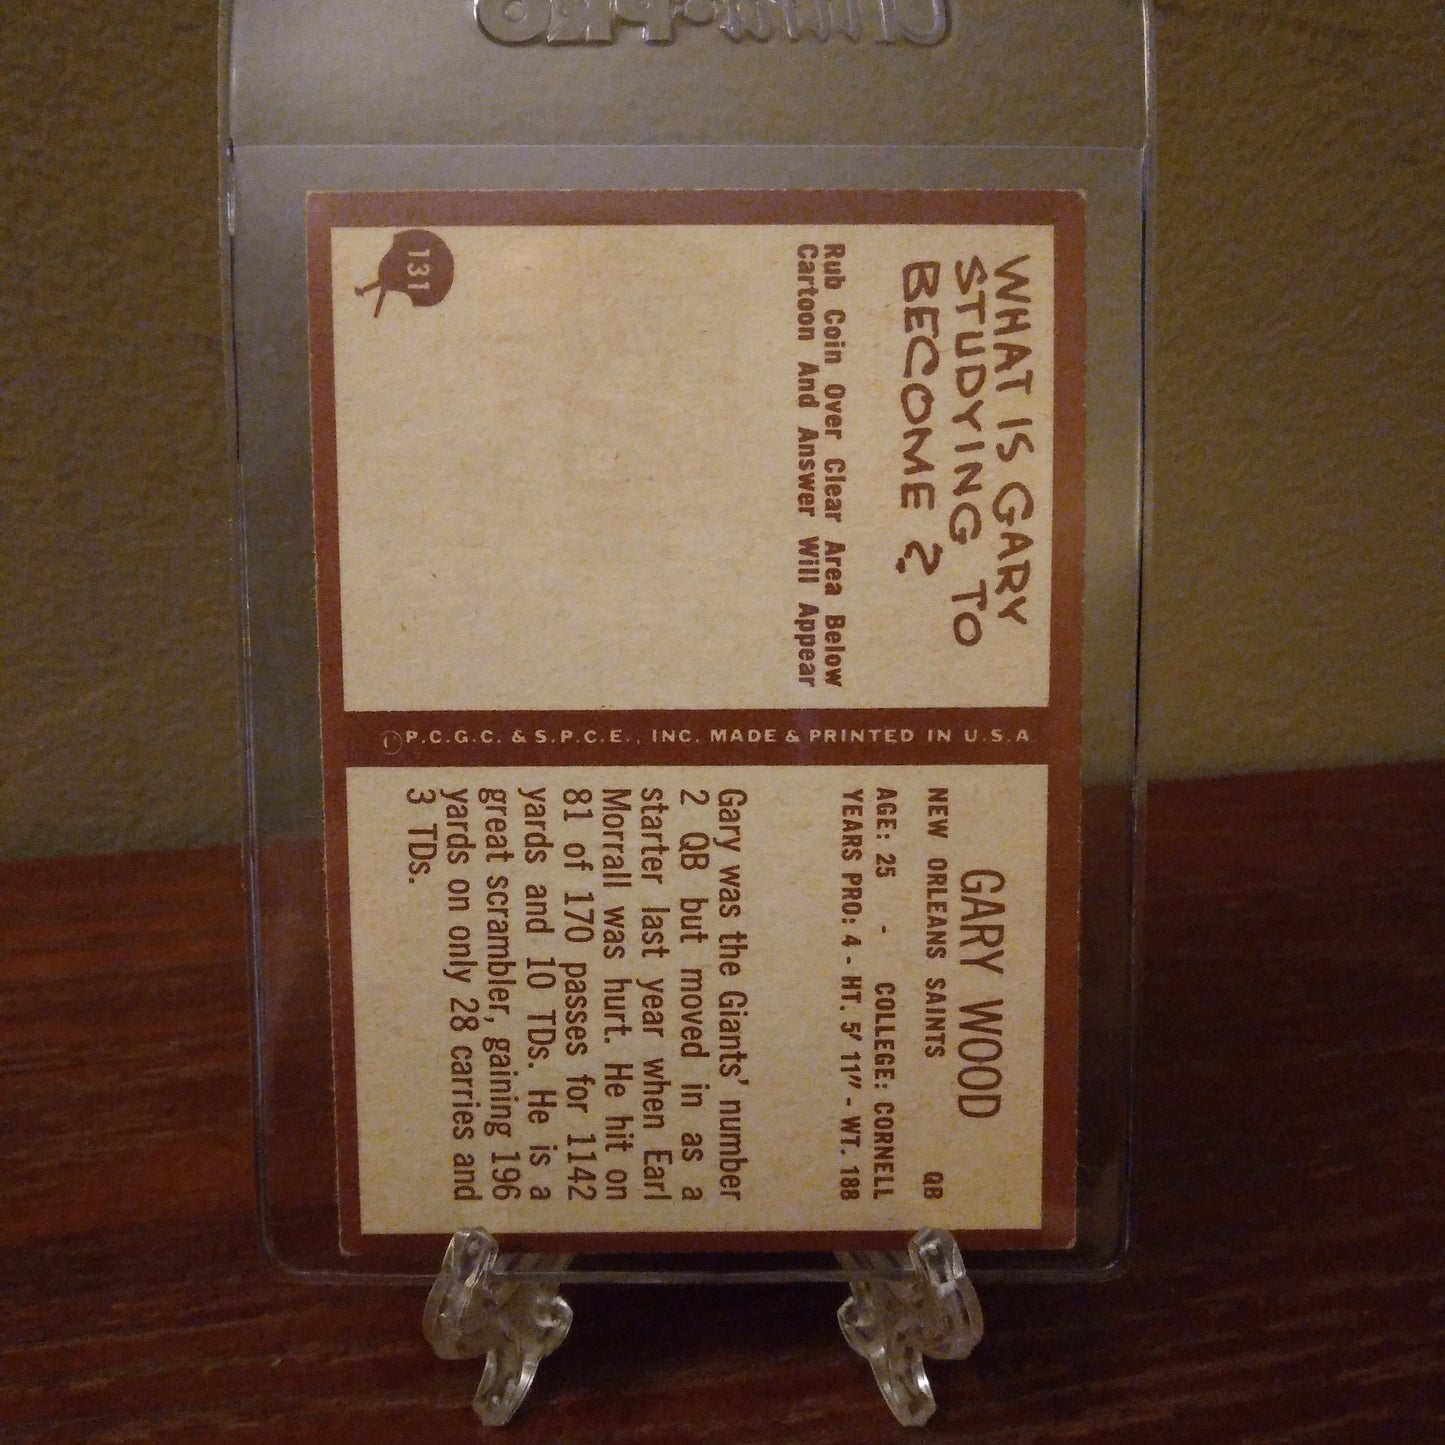 WHAT IS GARY
STUDYING TO
BECOME?
Rub Coin Over Clear Area Below
Cartoon And Answer Will Appear
131
©P.C.G.C. & S.P.C.E., INC. MADE & PRINTED IN U.S.A.
GARY WOOD
NEW ORLEANS SAINTS QB
AGE: 25 - COLLEGE: CORNELL
YEARS PRO: 4 - HT. 5' 11" - WT. 188
Gary was the Giants' number
2 QB but moved in as a
starter last year when Earl
Morrall was hurt. He hit on
81 of 170 passes for 1142
yards and 10 TDs. He is a
great scrambler, gaining 196
yards on only 28 carries and
3 TDs.